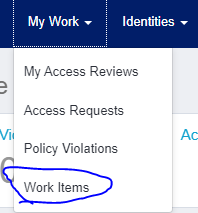 My Work Identities
My Access Reviews
Access Requests
Policy Violations
Work Items